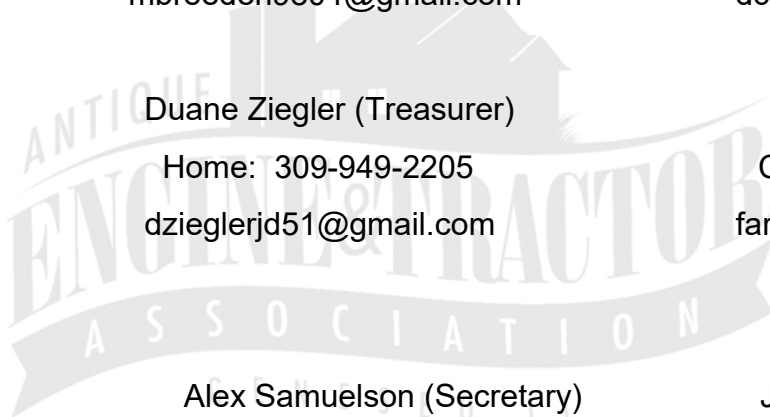 Duane Ziegler (Treasurer)
Home: 309-949-2205
dzieglerjd51@gmail.com
Alex Samuelson (Secretary)
ANTIQUE
ENGINE & TRACTOR
ASSOCIATION